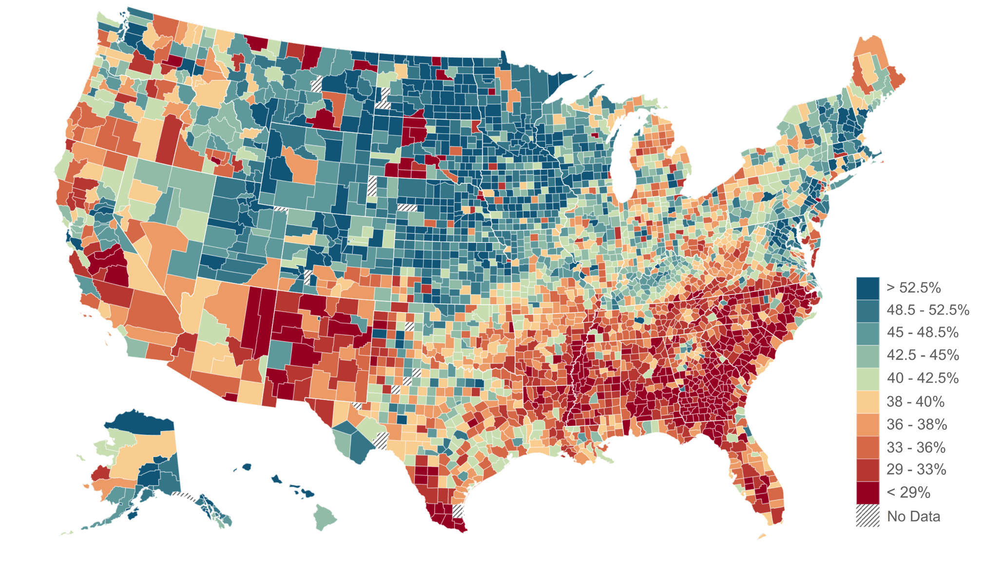 > 52.5%
48.5 - 52.5%
45 - 48.5%
42.5 - 45%
40 - 42.5%
38 - 40%
36 - 38%
33 - 36%
29 - 33%
< 29%
No Data